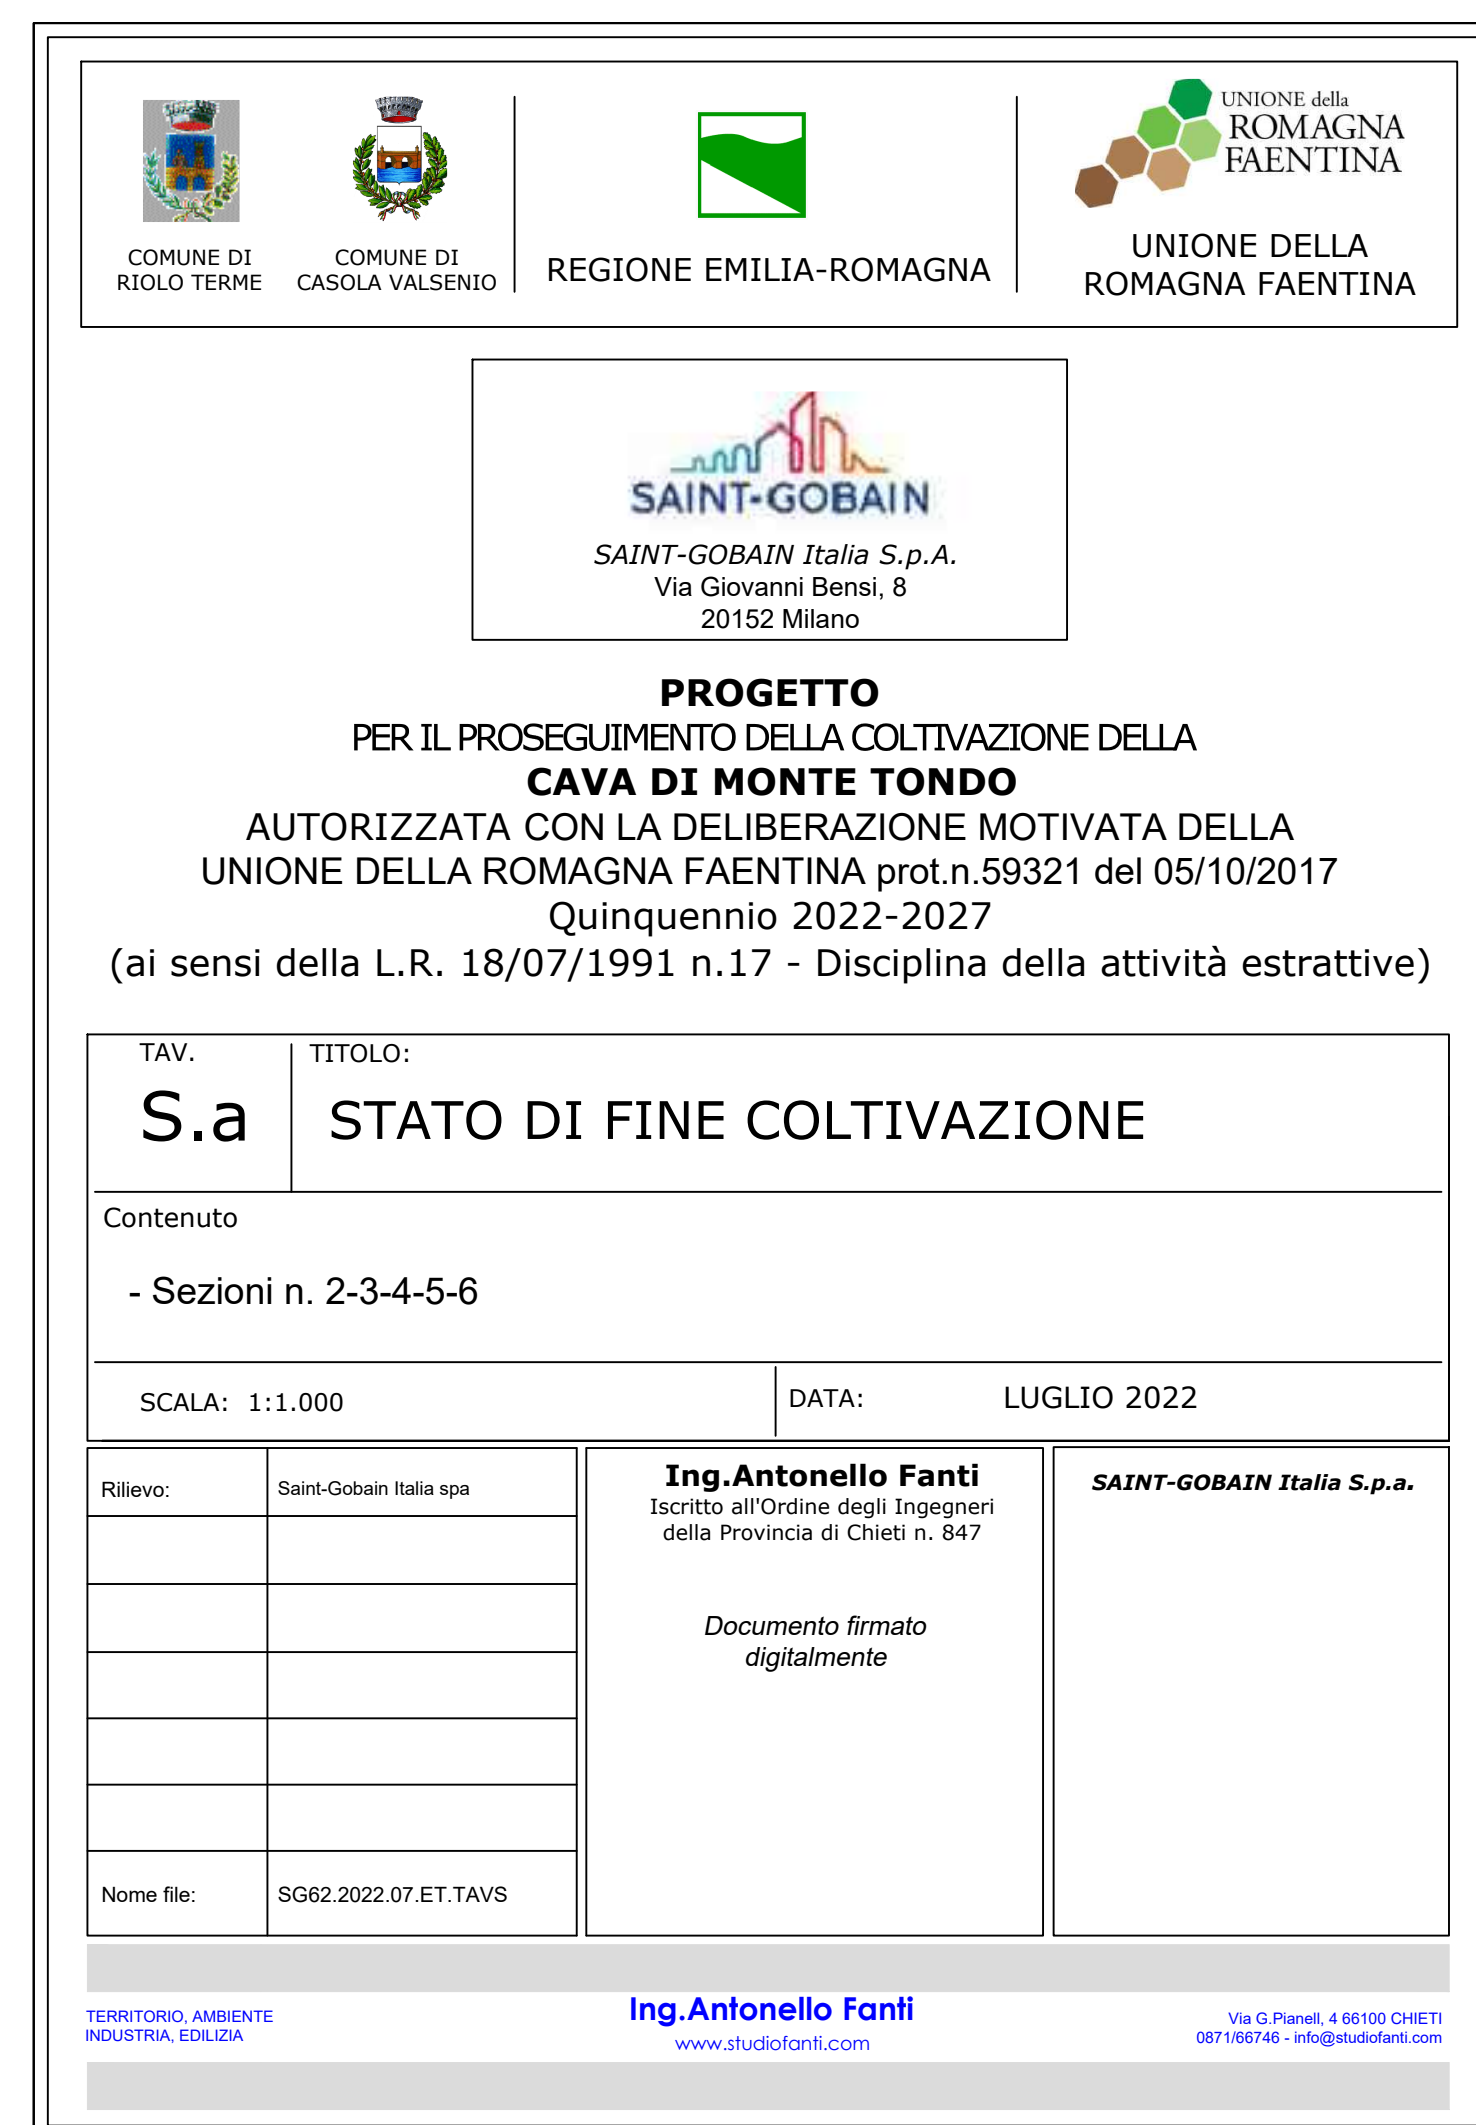 COMUNE DI
RIOLO TERME
COMUNE DI
CASOLA VALSENIO
REGIONE EMILIA-ROMAGNA
UNIONE della
ROMAGNA
FAENTINA
UNIONE DELLA
ROMAGNA FAENTINA
SAINT-GOBAIN
SAINT-GOBAIN Italia S.p.A.
Via Giovanni Bensi, 8
20152 Milano
PROGETTO
PER IL PROSEGUIMENTO DELLA COLTIVAZIONE DELLA
CAVA DI MONTE TONDO
AUTORIZZATA CON LA DELIBERAZIONE MOTIVATA DELLA
UNIONE DELLA ROMAGNA FAENTINA prot.n.59321 del 05/10/2017
Quinquennio 2022-2027
(ai sensi della L.R. 18/07/1991 n.17 - Disciplina della attività estrattive)
TAV.
S.a
TITOLO:
STATO DI FINE COLTIVAZIONE
Contenuto
- Sezioni n. 2-3-4-5-6
SCALA: 1:1.000
DATA: LUGLIO 2022
Rilievo: Saint-Gobain Italia spa
Nome file: SG62.2022.07.ET.TAVS
Ing.Antonello Fanti
Iscritto all'Ordine degli Ingegneri
della Provincia di Chieti n. 847
Documento firmato
digitalmente
SAINT-GOBAIN Italia S.p.a.
TERRITORIO, AMBIENTE
INDUSTRIA, EDILIZIA
Ing.Antonello Fanti
www.studiofanti.com
Via G.Pianell, 4 66100 CHIETI
0871/66746 - info@studiofanti.com